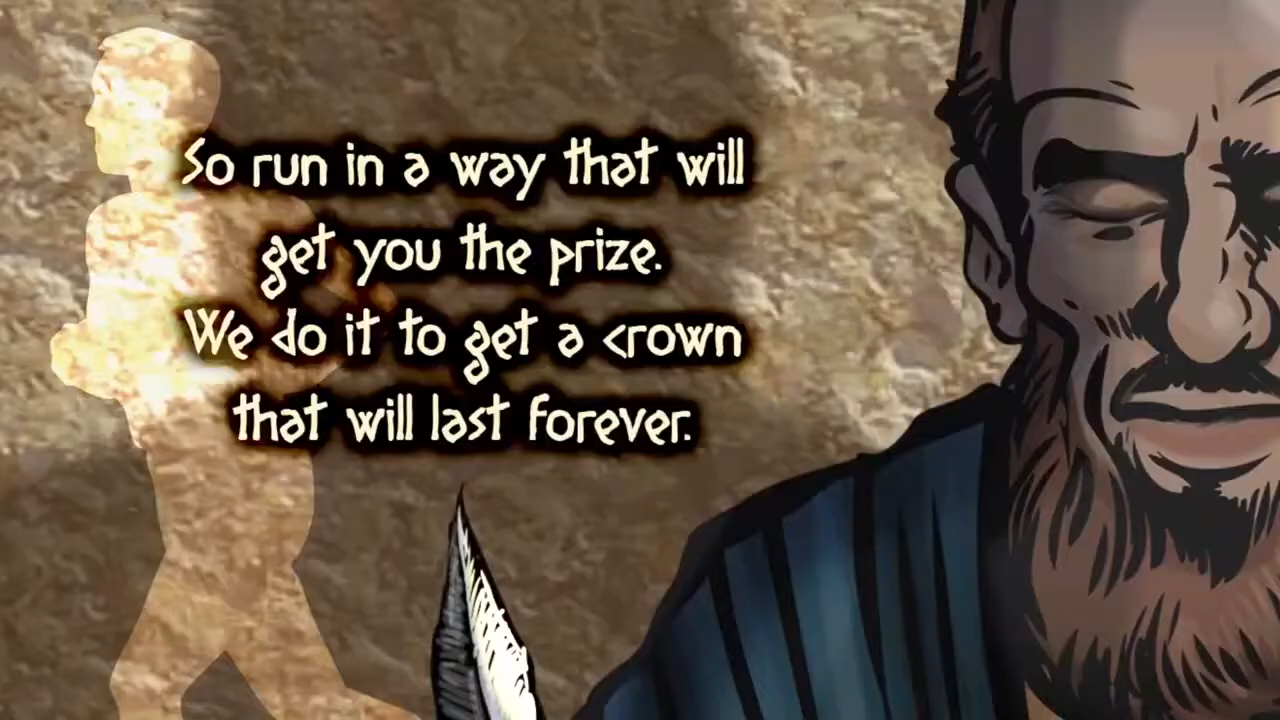 So run in a way that will
get you the prize.
We do it to get a crown
that will last forever.